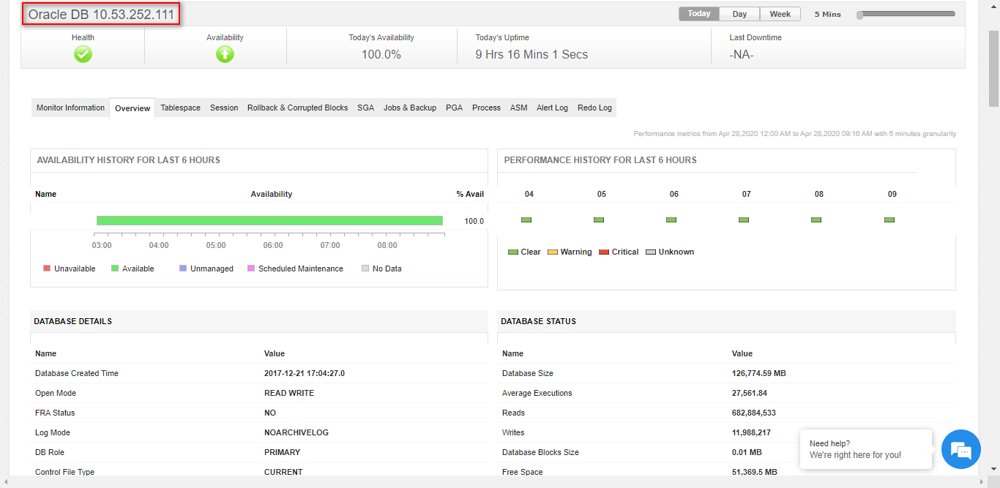 Oracle DB 10.53.252.111
Today Day Week 5 Mins
Health Availability Today's Availability Today's Uptime Last Downtime
100.0% 9 Hrs 16 Mins 1 Secs -NA-
Monitor Information Overview Tablespace Session Rollback & Corrupted Blocks SGA Jobs & Backup PGA Process ASM Alert Log Redo Log
Performance metrics from Apr 28,2020 12:00 AM to Apr 28,2020 09:16 AM with 5 minutes granularity
AVAILABILITY HISTORY FOR LAST 6 HOURS
Name Availability % Avail
100.0
03:00 04:00 05:00 06:00 07:00 08:00
Unavailable Available Unmanaged Scheduled Maintenance No Data
PERFORMANCE HISTORY FOR LAST 6 HOURS
04 05 06 07 08 09
Clear Warning Critical Unknown
DATABASE DETAILS
Name Value
Database Created Time 2017-12-21 17:04:27.0
Open Mode READ WRITE
FRA Status NO
Log Mode NOARCHIVELOG
DB Role PRIMARY
Control File Type CURRENT
DATABASE STATUS
Name Value
Database Size 126,774.59 MB
Average Executions 27,561.84
Reads 682,884,533
Writes 11,988,217
Database Blocks Size 0.01 MB
Free Space 51,369.5 MB
Need help?
We're right here for you!